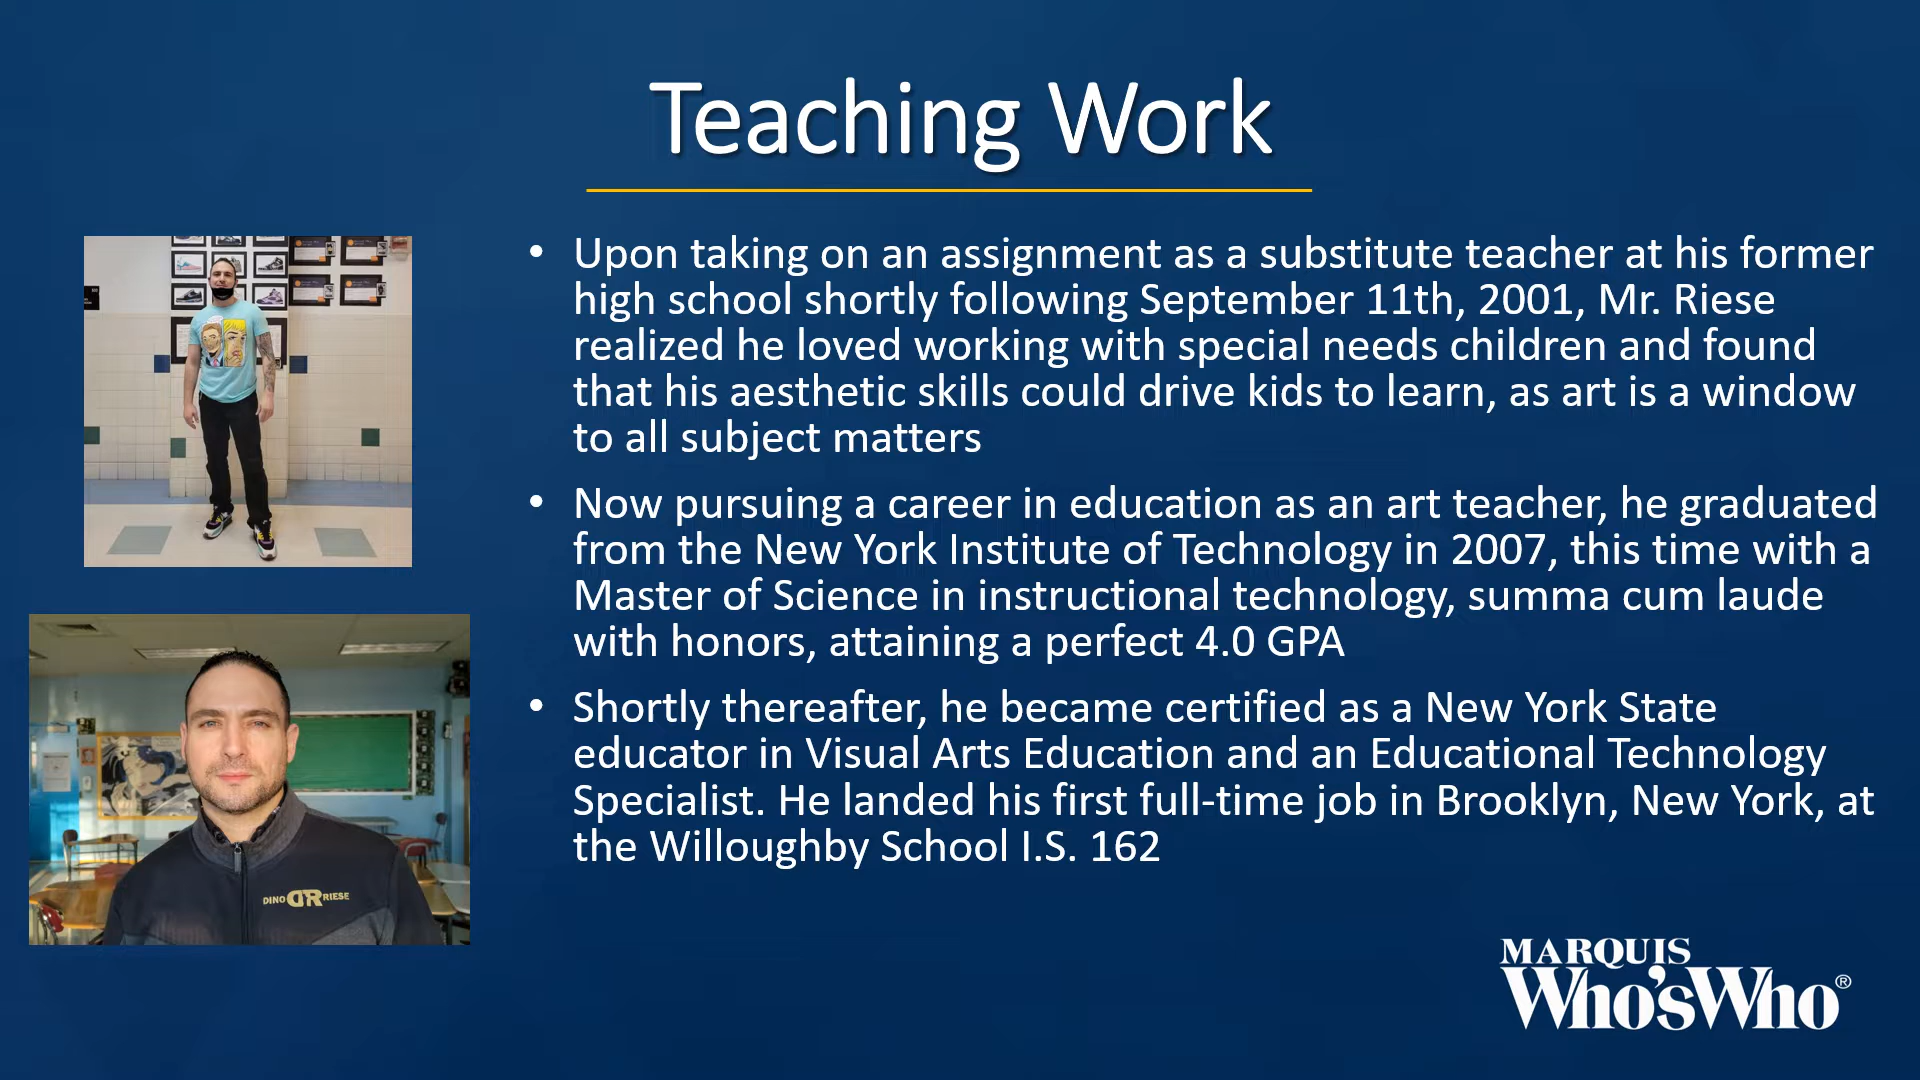 Teaching Work
• Upon taking on an assignment as a substitute teacher at his former
high school shortly following September 11th, 2001, Mr. Riese
realized he loved working with special needs children and found
that his aesthetic skills could drive kids to learn, as art is a window
to all subject matters
• Now pursuing a career in education as an art teacher, he graduated
from the New York Institute of Technology in 2007, this time with a
Master of Science in instructional technology, summa cum laude
with honors, attaining a perfect 4.0 GPA
• Shortly thereafter, he became certified as a New York State
educator in Visual Arts Education and an Educational Technology
Specialist. He landed his first full-time job in Brooklyn, New York, at
the Willoughby School I.S. 162
DINO DR RIESE
MARQUIS
Who'sWho®